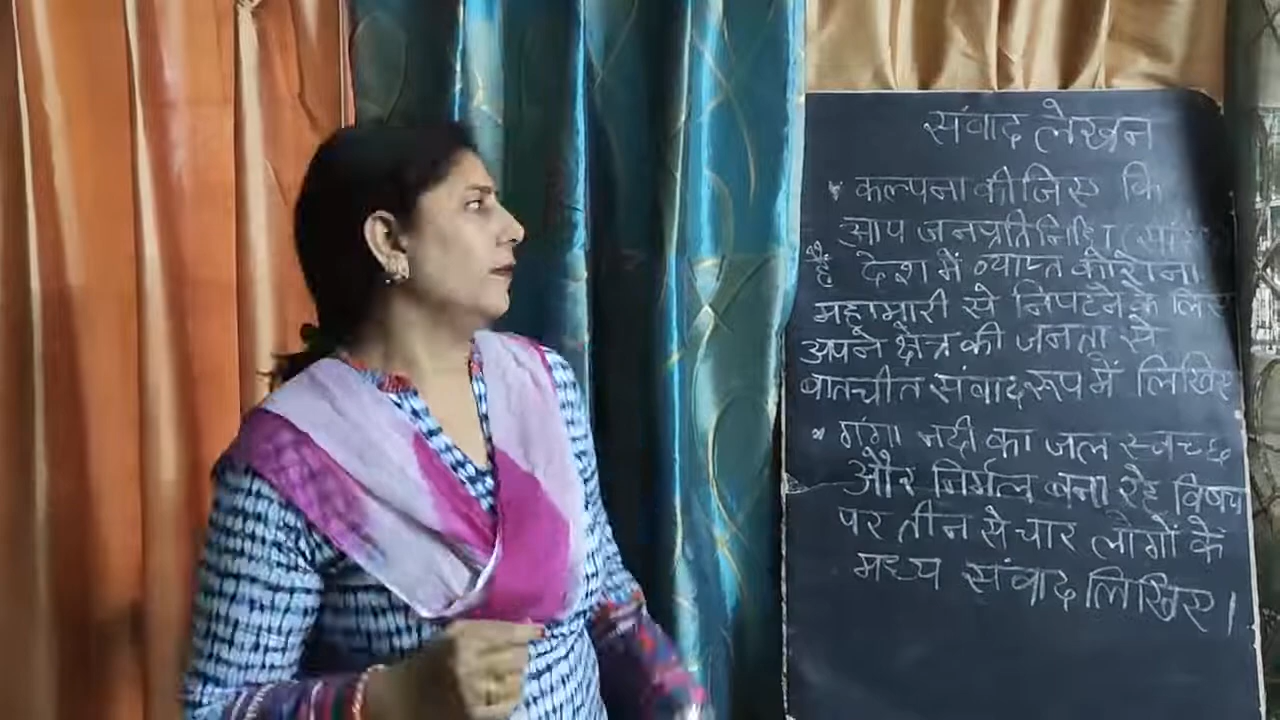 संवाद लेखन
* कल्पना कीजिए कि
आप जनप्रतिनिधि
हैं देश में व्याप्त कोरोना
महामारी से निपटने के लिए
अपने क्षेत्र की जनता से
बातचीत संवाद रूप में लिखिए
* गंगा नदी का जल स्वच्छ
और निर्मल बना रहे विषय
पर तीन से चार लोगों के
मध्य संवाद लिखिए।